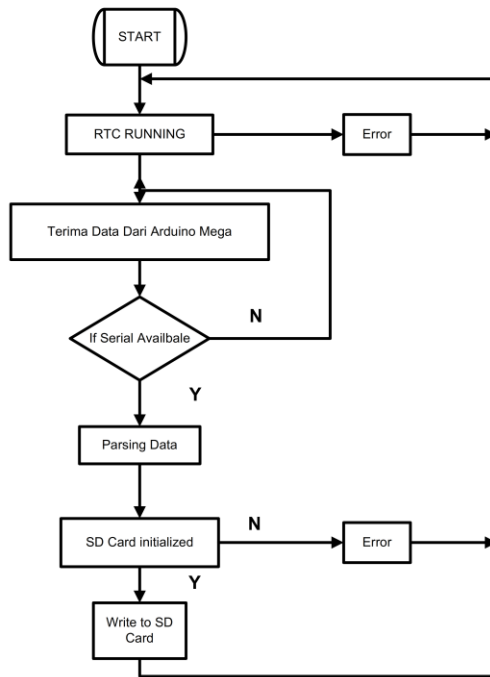 START
RTC RUNNING
Error
Terima Data Dari Arduino Mega
If Serial Availbale
N
Y
Parsing Data
SD Card initialized
N
Error
Y
Write to SD
Card